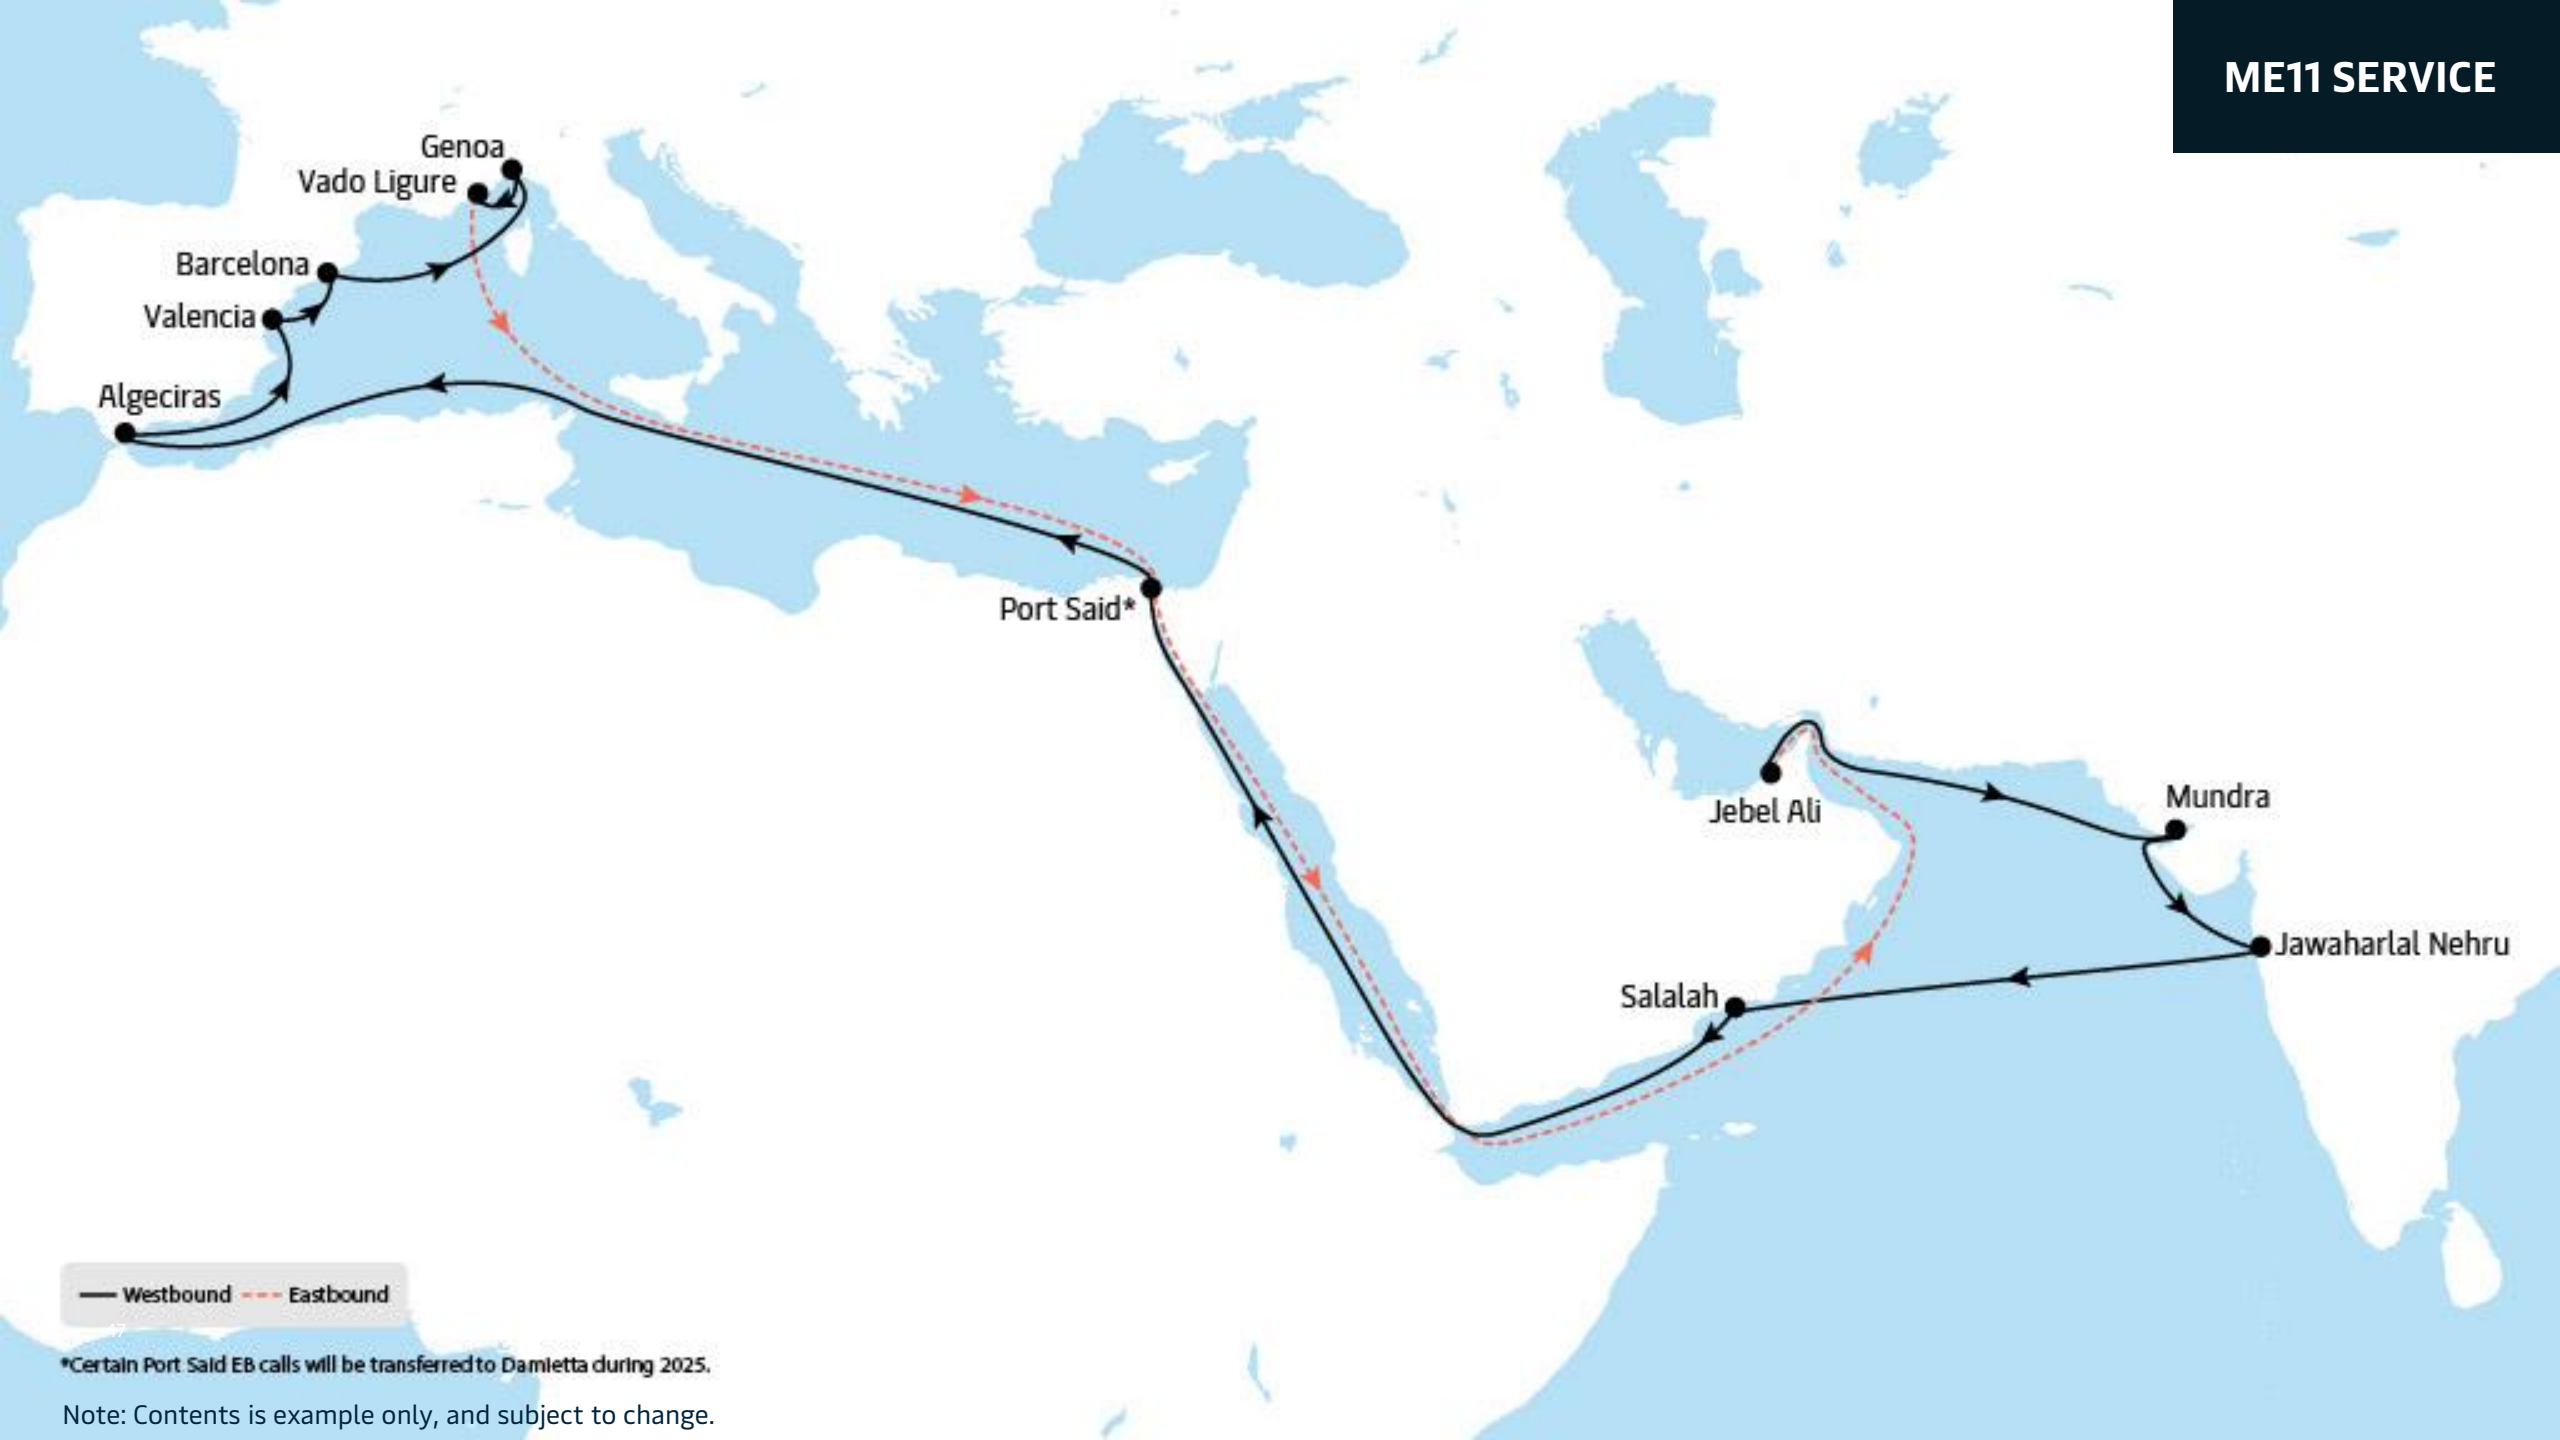 ME11 SERVICE
Genoa
Vado Ligure
Barcelona
Valencia
Algeciras
Port Said*
Jebel Ali
Mundra
Jawaharlal Nehru
Salalah
Westbound Eastbound
*Certain Port Said EB calls will be transferred to Damietta during 2025.
Note: Contents is example only, and subject to change.